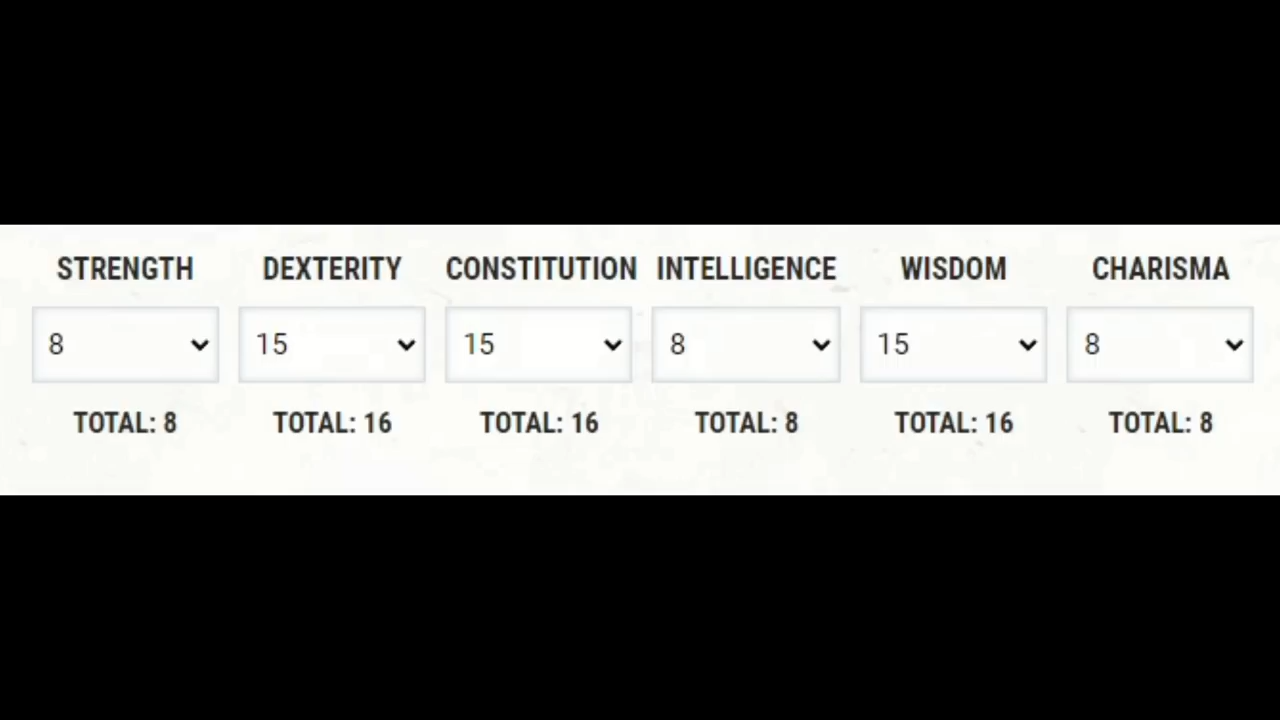 STRENGTH DEXTERITY CONSTITUTION INTELLIGENCE WISDOM CHARISMA
8 15 15 8 15 8
TOTAL: 8 TOTAL: 16 TOTAL: 16 TOTAL: 8 TOTAL: 16 TOTAL: 8